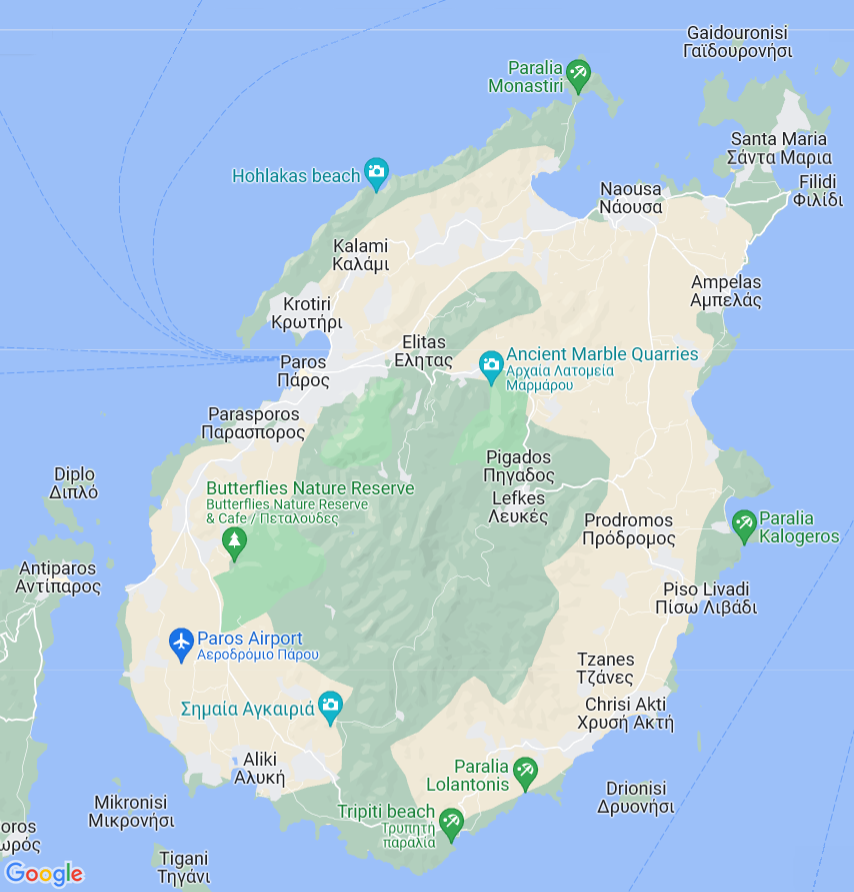 Gaidouronisi
Γαϊδουρονήσι
Paralia
Monastiri
Santa Maria
Σάντα Μαρια
Hohlakas beach
Filidi
Φιλίδι
Naousa
Νάουσα
Kalami
Καλάμι
Ampelas
Αμπελάς
Krotiri
Κρωτήρι
Elitas
Ελητας
Ancient Marble Quarries
Αρχαία Λατομεία
Μαρμάρου
Paros
Πάρος
Parasporos
Παρασπορος
Pigados
Πηγαδος
Diplo
Διπλό
Butterflies Nature Reserve
Butterflies Nature Reserve
& Cafe / Πεταλούδες
Lefkes
Λευκές
Prodromos
Πρόδρομος
Paralia
Kalogeros
Antiparos
Αντίπαρος
Piso Livadi
Πίσω Λιβάδι
Paros Airport
Αεροδρόμιο Πάρου
Tzanes
Τζάνες
Σημαία Αγκαιριά
Chrisi Akti
Χρυσή Ακτή
Aliki
Αλυκή
Paralia
Lolantonis
Drionisi
Δρυονήσι
Mikronisi
Μικρονήσι
Tripiti beach
Τρυπητή
παραλία
oros
ωρός
Tigani
Τηγάνι
Google